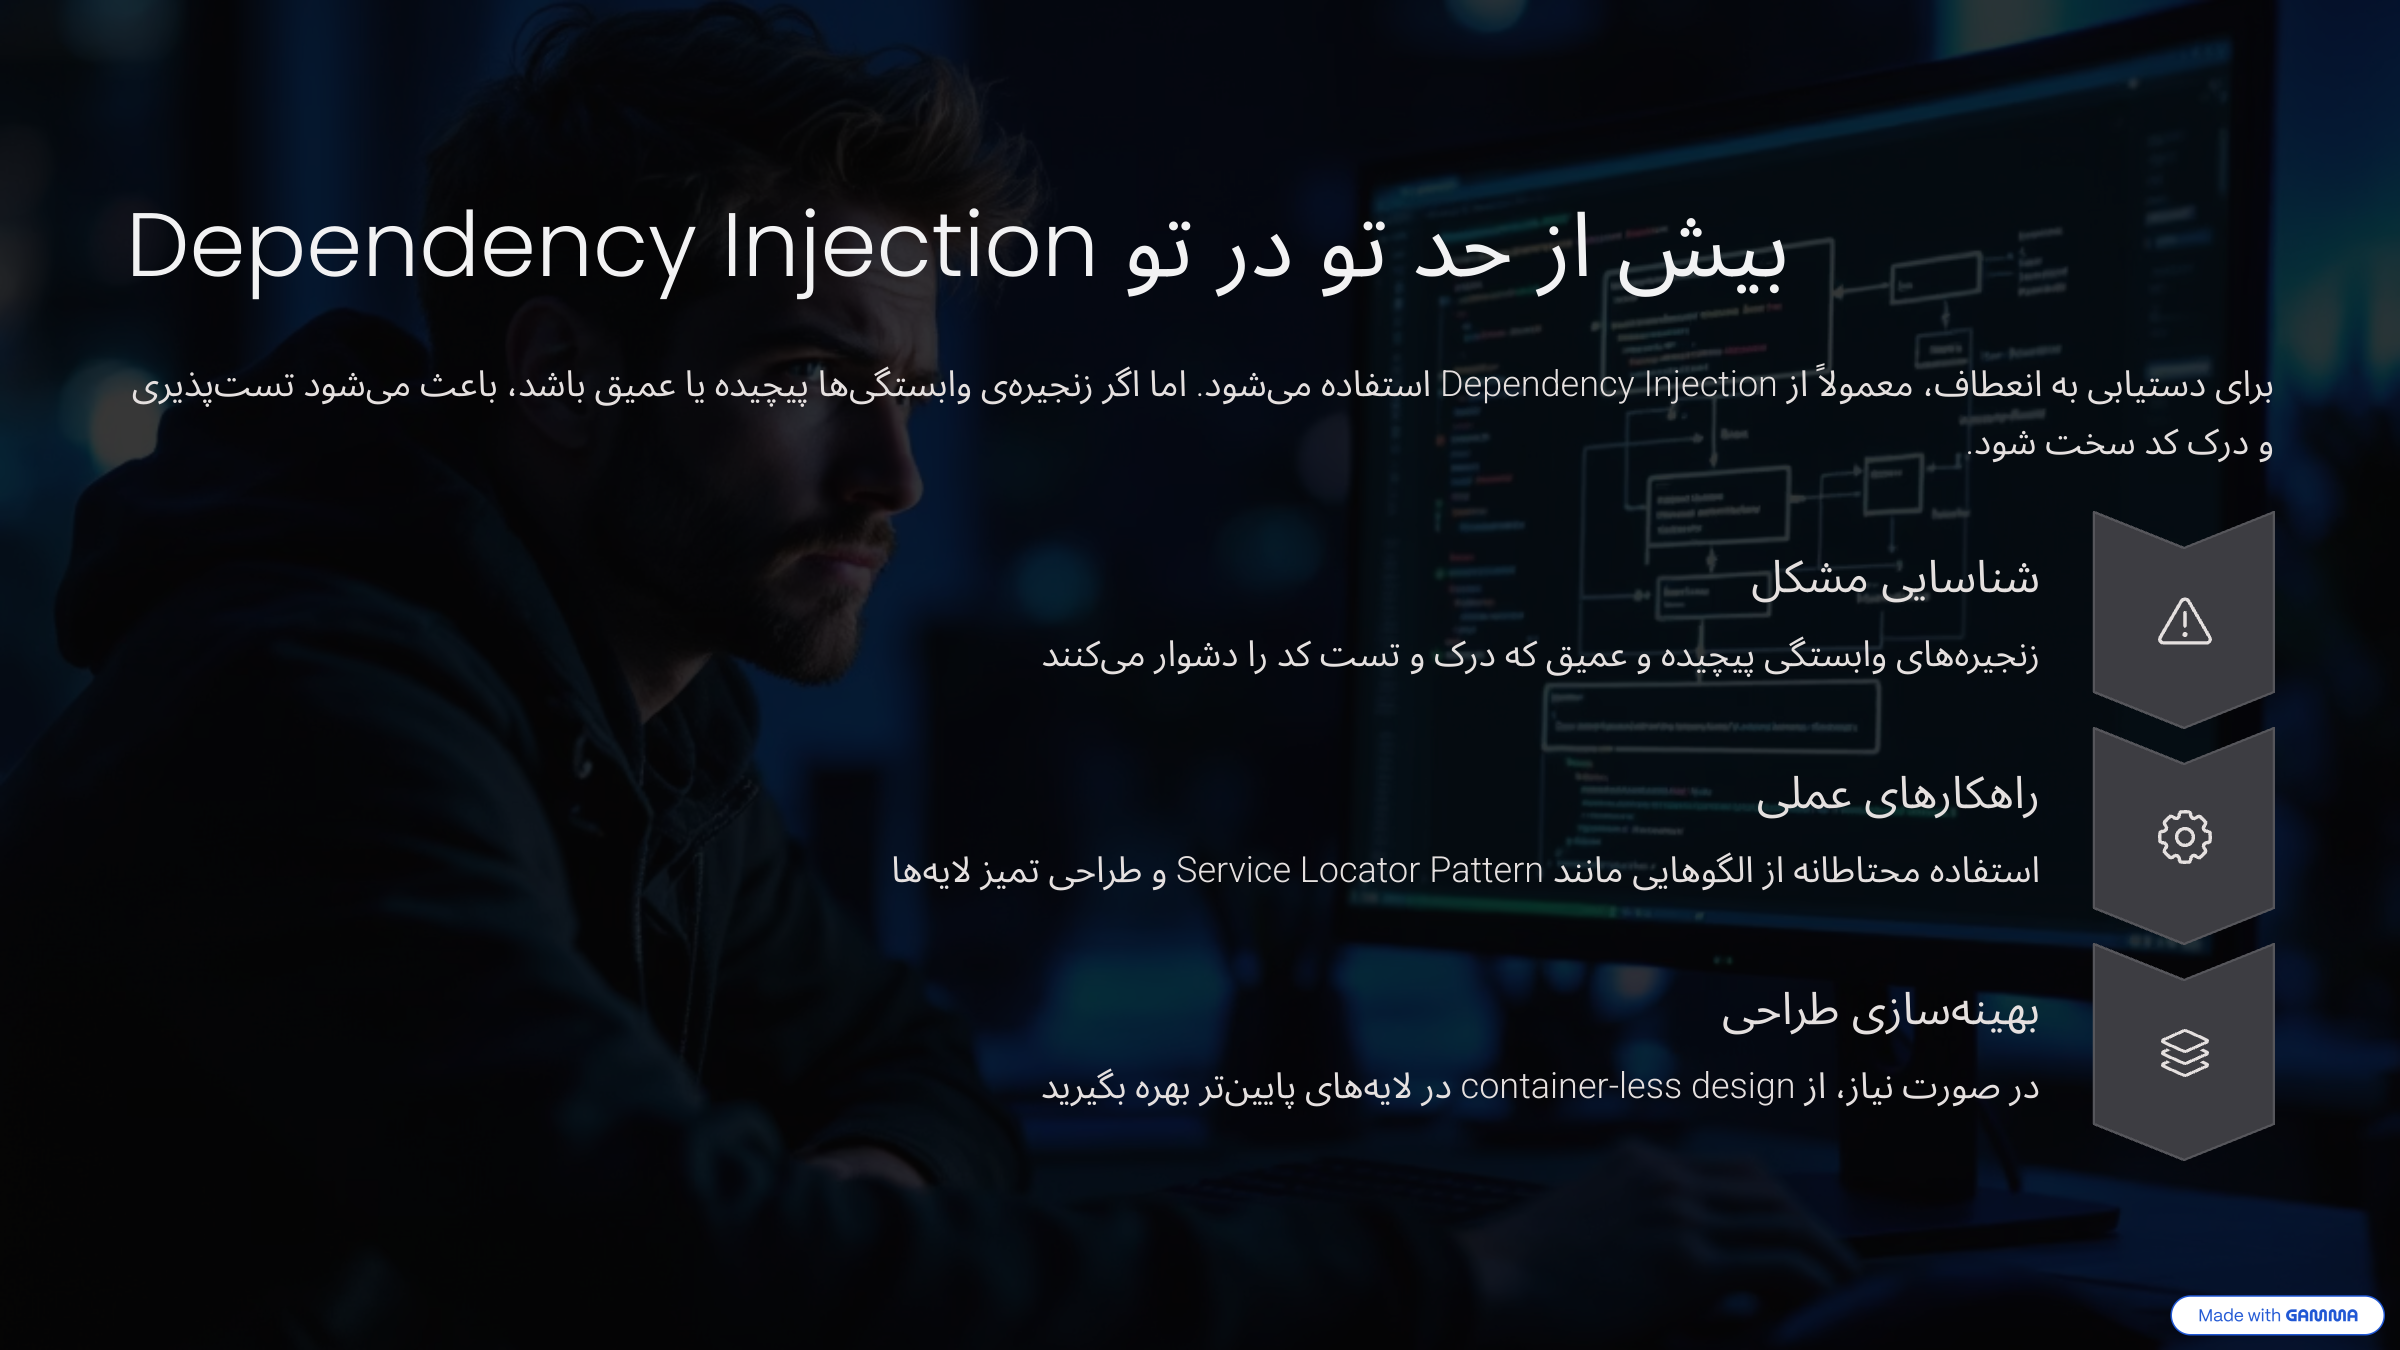 Dependency Injection بیش از حد تو در تو
برای دستیابی به انعطاف، معمولاً از Dependency Injection استفاده می‌شود. اما اگر زنجیره‌ی وابستگی‌ها پیچیده یا عمیق باشد، باعث می‌شود تست‌پذیری
و درک کد سخت شود.
شناسایی مشکل
زنجیره‌های وابستگی پیچیده و عمیق که درک و تست کد را دشوار می‌کنند
راهکارهای عملی
استفاده محتاطانه از الگوهایی مانند Service Locator Pattern و طراحی تمیز لایه‌ها
بهینه‌سازی طراحی
در صورت نیاز، از container-less design در لایه‌های پایین‌تر بهره بگیرید
Made with GAMMA